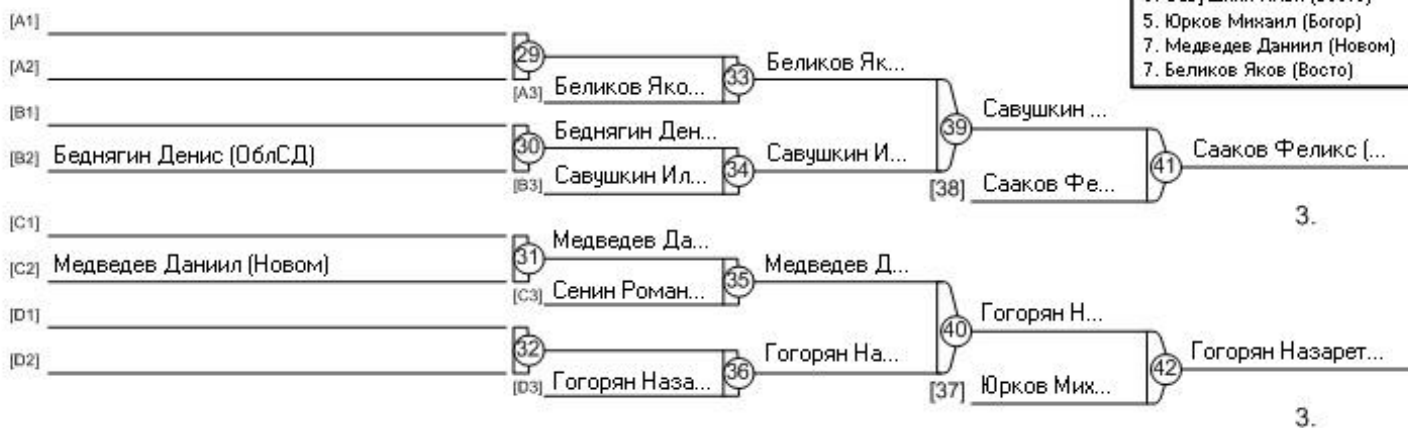 5. Юрков Михаил (Богор)
7. Медведев Даниил (Новом)
7. Беликов Яков (Восто)
[A1]
[A2]
29
[A3] Беликов Яко...
33
Беликов Як...
[B1]
[B2] Беднягин Денис (ОблСД)
30
Беднягин Ден...
[B3] Савушкин Ил...
34
Савушкин И...
39
Савушкин ...
[38] Сааков Фе...
41
Сааков Феликс (...
3.
[C1]
[C2] Медведев Даниил (Новом)
31
Медведев Да...
[C3] Сенин Роман...
35
Медведев Д...
[D1]
[D2]
32
[D3] Гогорян Наза...
36
Гогорян На...
40
Гогорян Н...
[37] Юрков Мих...
42
Гогорян Назарет...
3.